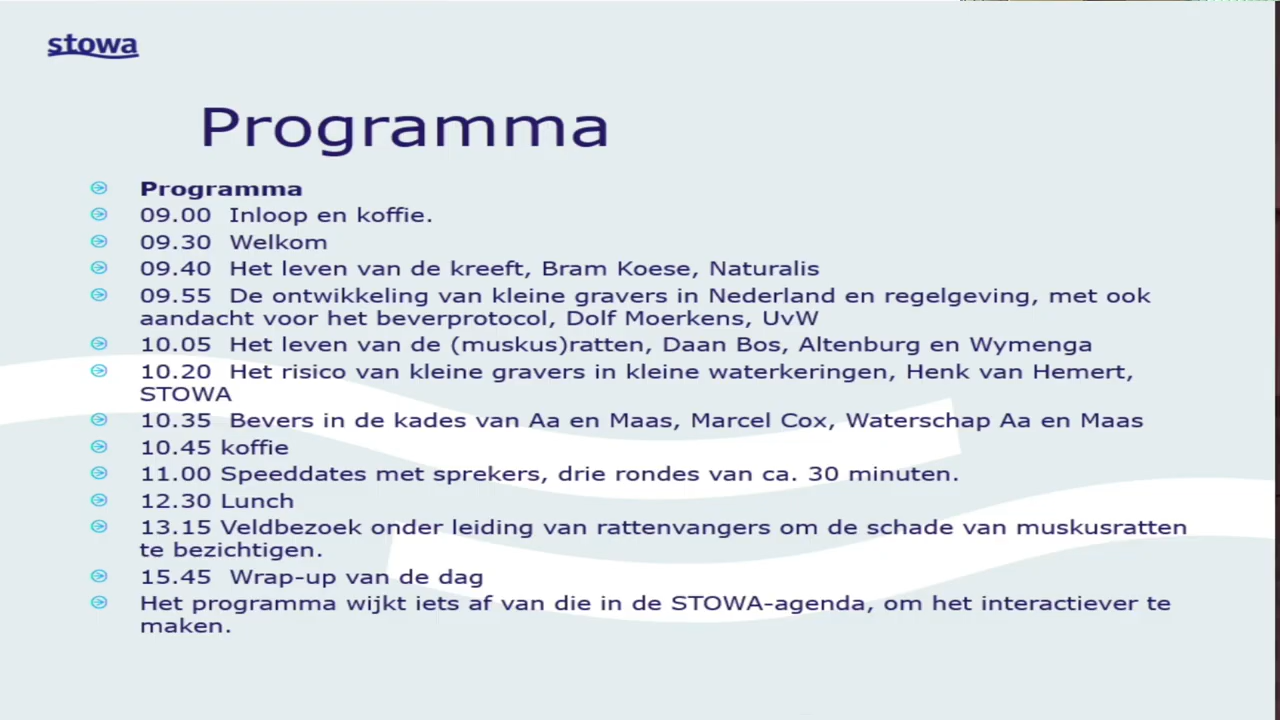 stowa
Programma
Programma
09.00 Inloop en koffie.
09.30 Welkom
09.40 Het leven van de kreeft, Bram Koese, Naturalis
09.55 De ontwikkeling van kleine gravers in Nederland en regelgeving, met ook
aandacht voor het beverprotocol, Dolf Moerkens, UvW
10.05 Het leven van de (muskus)ratten, Daan Bos, Altenburg en Wymenga
10.20 Het risico van kleine gravers in kleine waterkeringen, Henk van Hemert,
STOWA
10.35 Bevers in de kades van Aa en Maas, Marcel Cox, Waterschap Aa en Maas
10.45 koffie
11.00 Speeddates met sprekers, drie rondes van ca. 30 minuten.
12.30 Lunch
13.15 Veldbezoek onder leiding van rattenvangers om de schade van muskusratten
te bezichtigen.
15.45 Wrap-up van de dag
Het programma wijkt iets af van die in de STOWA-agenda, om het interactiever te
maken.